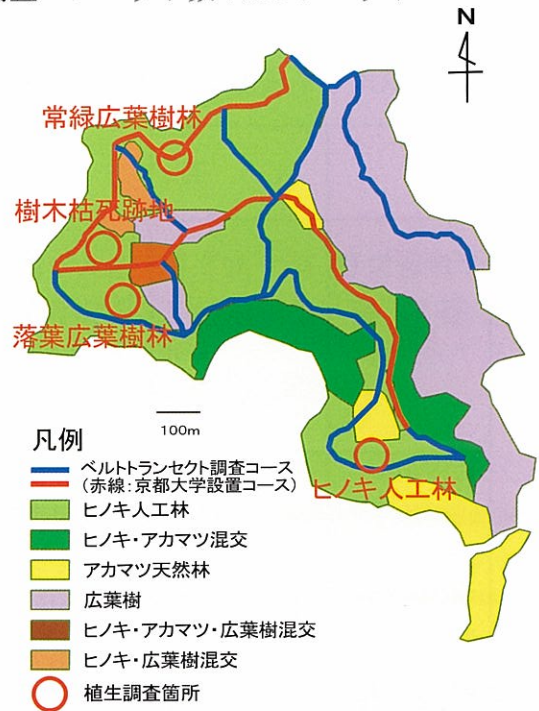 N
常緑広葉樹林
樹木枯死跡地
落葉広葉樹林
100m
ヒノキ人工林
凡例
ベルトトランセクト調査コース
(赤線:京都大学設置コース)
ヒノキ人工林
ヒノキ・アカマツ混交
アカマツ天然林
広葉樹
ヒノキ・アカマツ・広葉樹混交
ヒノキ・広葉樹混交
植生調査箇所